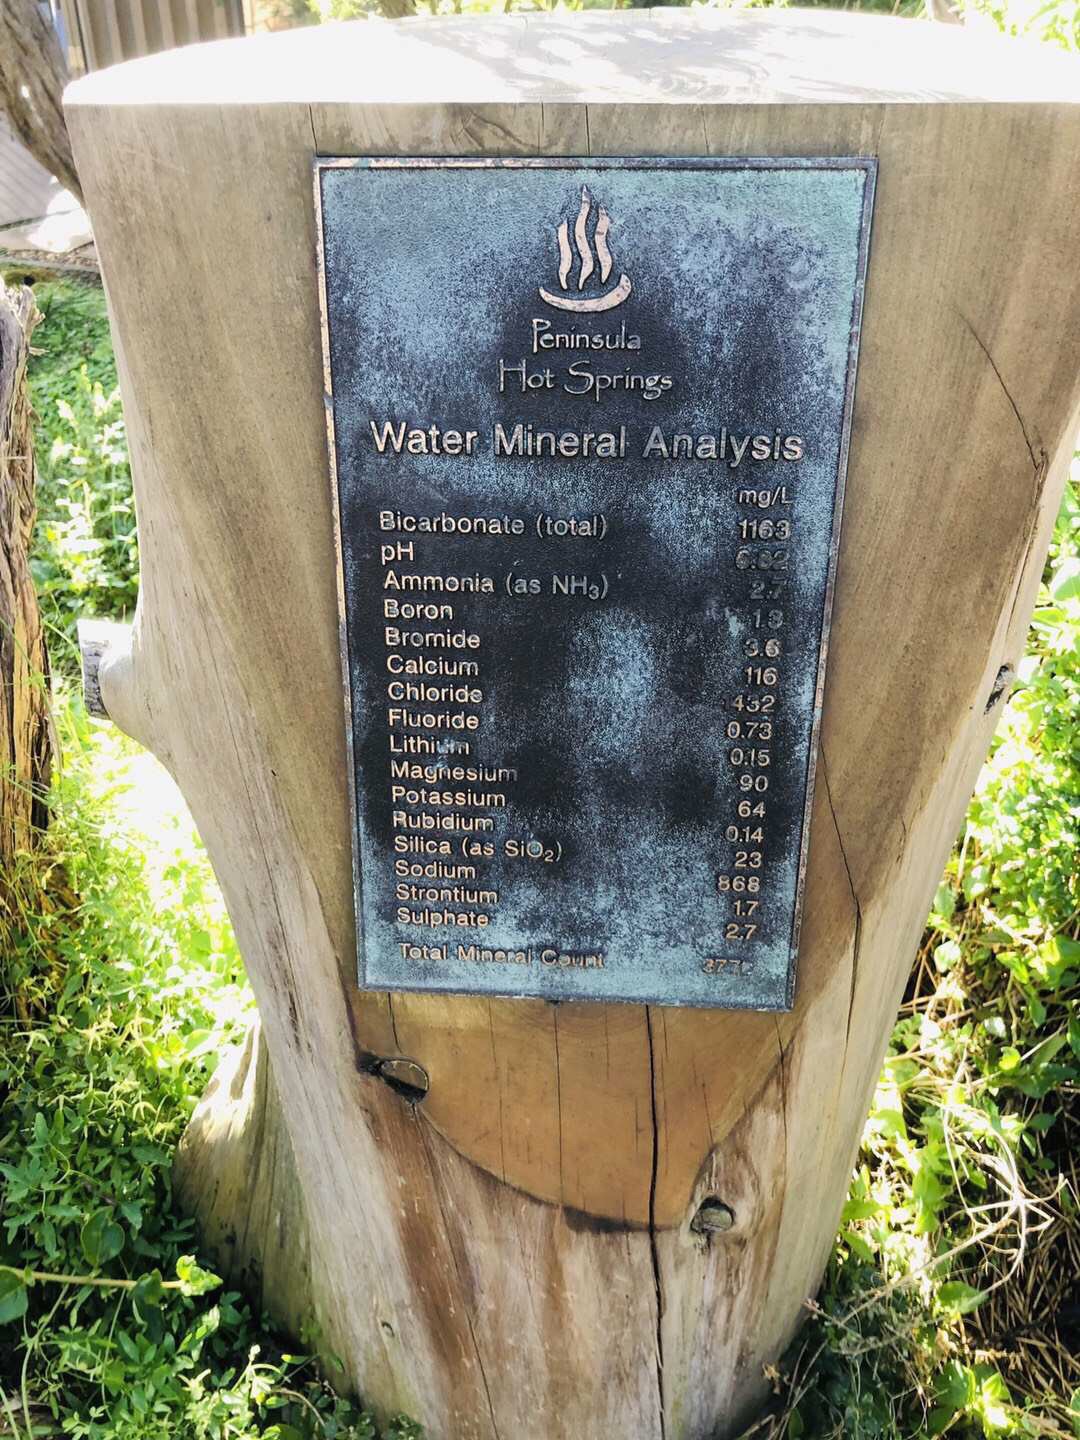 Peninsula
Hot Springs
Water Mineral Analysis
mg/L
Bicarbonate (total) 1163
pH
Ammonia (as NH₃) 2.7
Boron
Bromide 3.6
Calcium 116
Chloride 432
Fluoride 0.73
Lithium 0.15
Magnesium 90
Potassium 64
Rubidium 0.14
Silica (as SiO₂) 23
Sodium 868
Strontium 1.7
Sulphate 2.7
Total Mineral Count